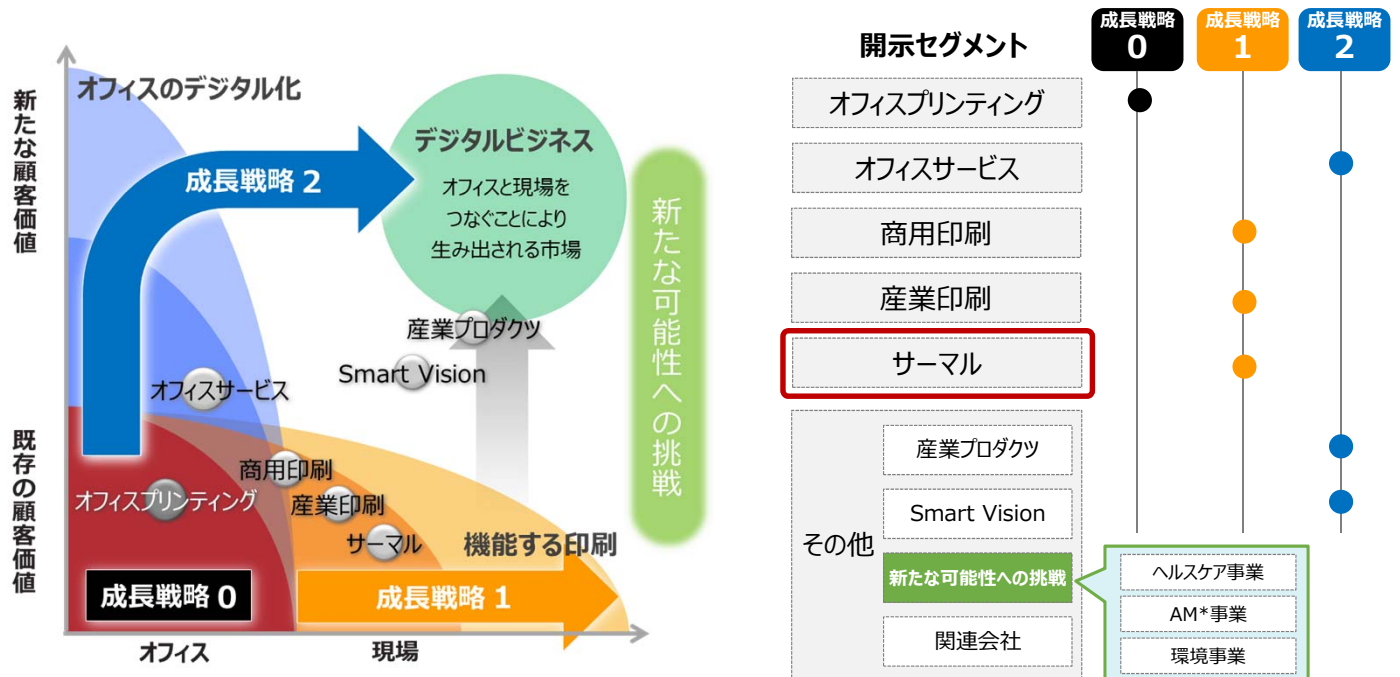 新たな顧客価値
既存の顧客価値
オフィスのデジタル化
成長戦略 2
デジタルビジネス
オフィスと現場を
つなぐことにより
生み出される市場
新たな可能性への挑戦
産業プロダクツ
Smart Vision
オフィスサービス
商用印刷
オフィスプリンティング
産業印刷
サーマル
機能する印刷
成長戦略 0
成長戦略 1
オフィス
現場
開示セグメント
成長戦略
0
成長戦略
1
成長戦略
2
オフィスプリンティング
オフィスサービス
商用印刷
産業印刷
サーマル
その他
産業プロダクツ
Smart Vision
新たな可能性への挑戦
関連会社
ヘルスケア事業
AM*事業
環境事業